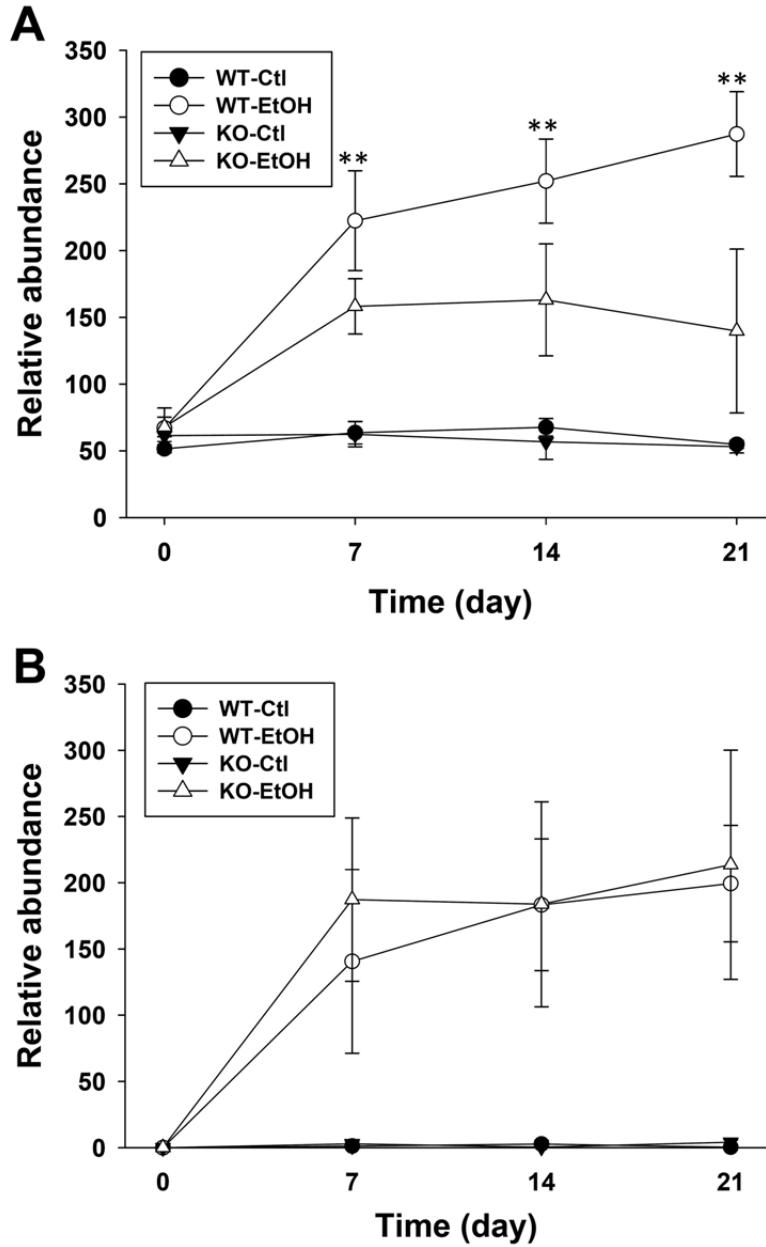 A
350
300
250
200
150
100
50
0
Relative abundance
WT-Ctl
WT-EtOH
KO-Ctl
KO-EtOH
**
**
**
0 7 14 21
Time (day)
B
350
300
250
200
150
100
50
0
Relative abundance
WT-Ctl
WT-EtOH
KO-Ctl
KO-EtOH
0 7 14 21
Time (day)